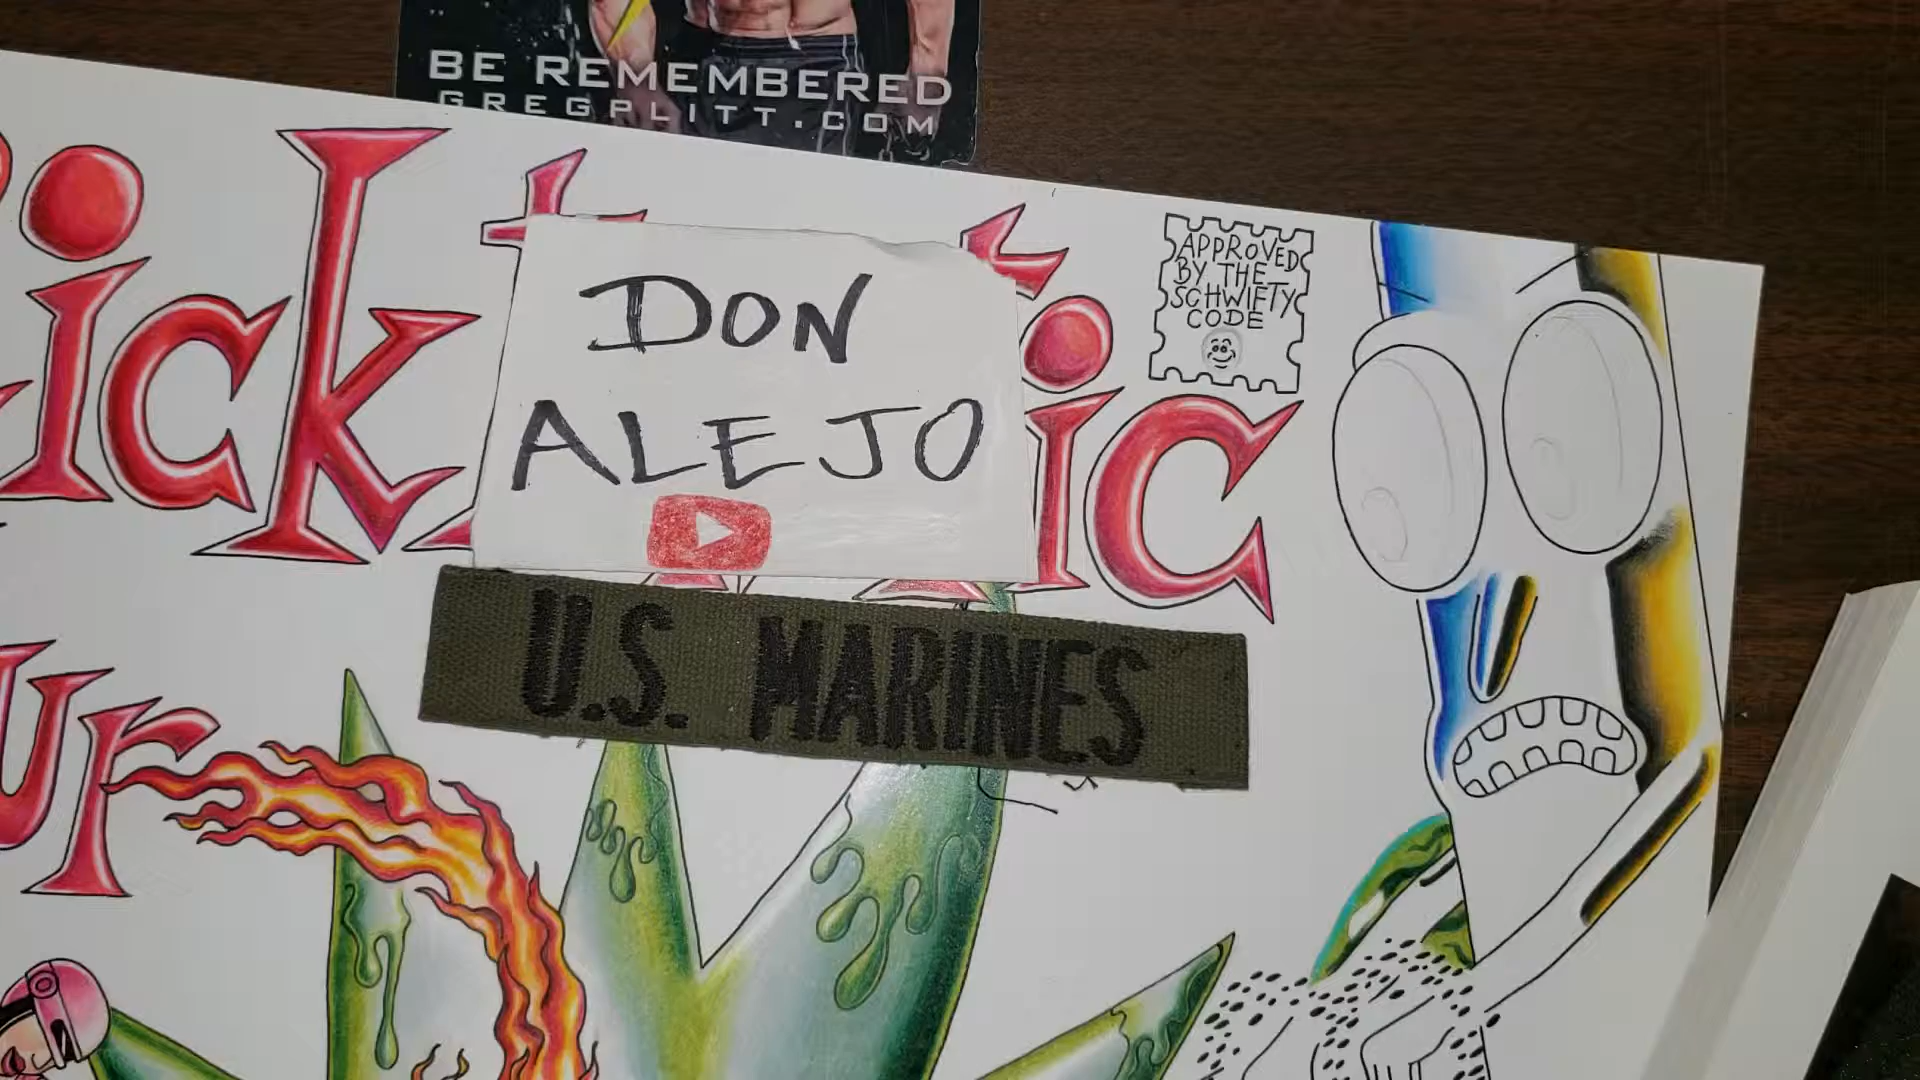 BE REMEMBERED
GREGPLITT.COM
DON
ALEJO
APPROVED
BY THE
SCHWIFTY
CODE
U.S. MARINES